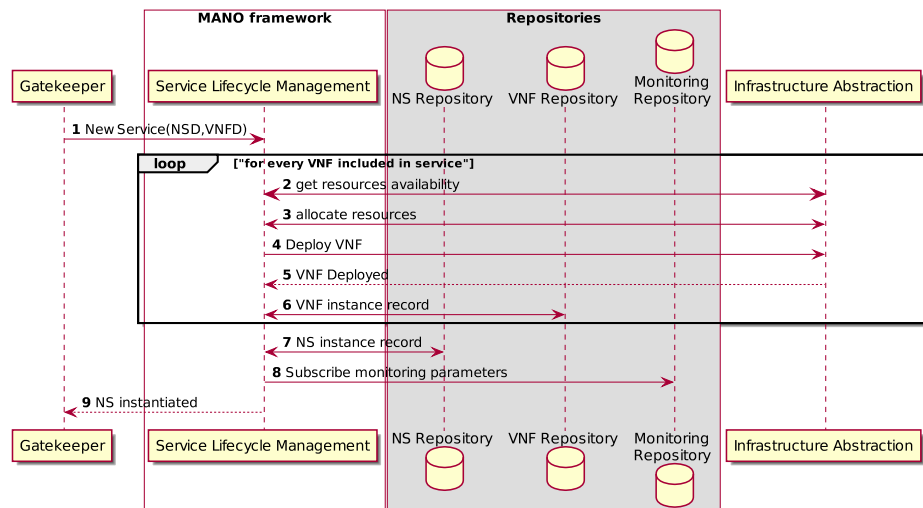 MANO framework
Repositories
Gatekeeper
Service Lifecycle Management
NS Repository
VNF Repository
Monitoring
Repository
Infrastructure Abstraction
1 New Service(NSD,VNFD)
loop ["for every VNF included in service"]
2 get resources availability
3 allocate resources
4 Deploy VNF
5 VNF Deployed
6 VNF instance record
7 NS instance record
8 Subscribe monitoring parameters
9 NS instantiated
Gatekeeper
Service Lifecycle Management
NS Repository
VNF Repository
Monitoring
Repository
Infrastructure Abstraction